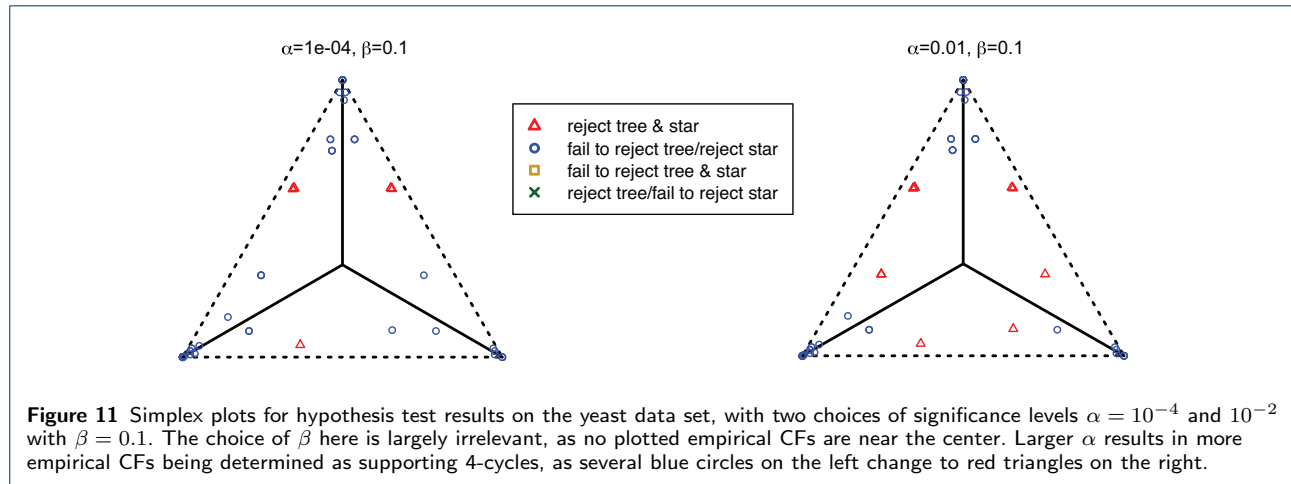 α=1e-04, β=0.1
α=0.01, β=0.1
reject tree & star
fail to reject tree/reject star
fail to reject tree & star
reject tree/fail to reject star
Figure 11 Simplex plots for hypothesis test results on the yeast data set, with two choices of significance levels α = 10⁻⁴ and 10⁻²
with β = 0.1. The choice of β here is largely irrelevant, as no plotted empirical CFs are near the center. Larger α results in more
empirical CFs being determined as supporting 4-cycles, as several blue circles on the left change to red triangles on the right.